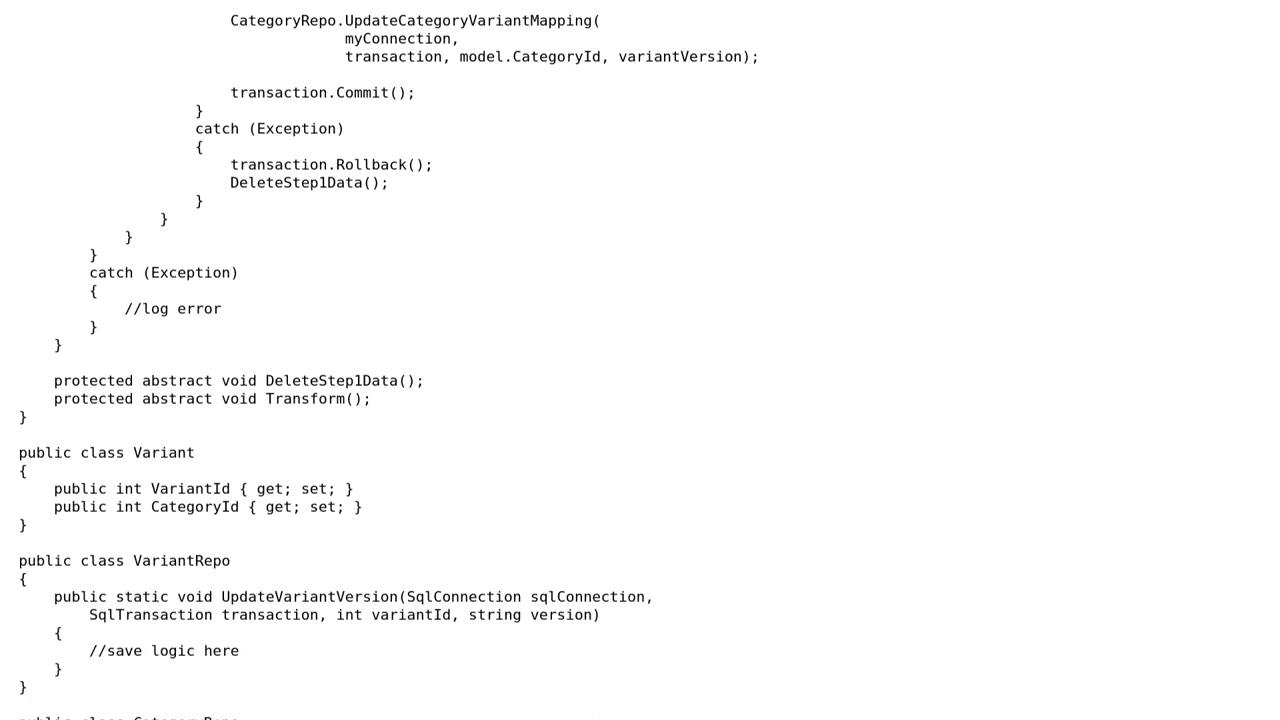 CategoryRepo.UpdateCategoryVariantMapping(
myConnection,
transaction, model.CategoryId, variantVersion);
transaction.Commit();
}
catch (Exception)
{
transaction.Rollback();
DeleteStep1Data();
}
}
}
}
catch (Exception)
{
//log error
}
}
protected abstract void DeleteStep1Data();
protected abstract void Transform();
}
public class Variant
{
public int VariantId { get; set; }
public int CategoryId { get; set; }
}
public class VariantRepo
{
public static void UpdateVariantVersion(SqlConnection sqlConnection,
SqlTransaction transaction, int variantId, string version)
{
//save logic here
}
}
public class CategoryRepo